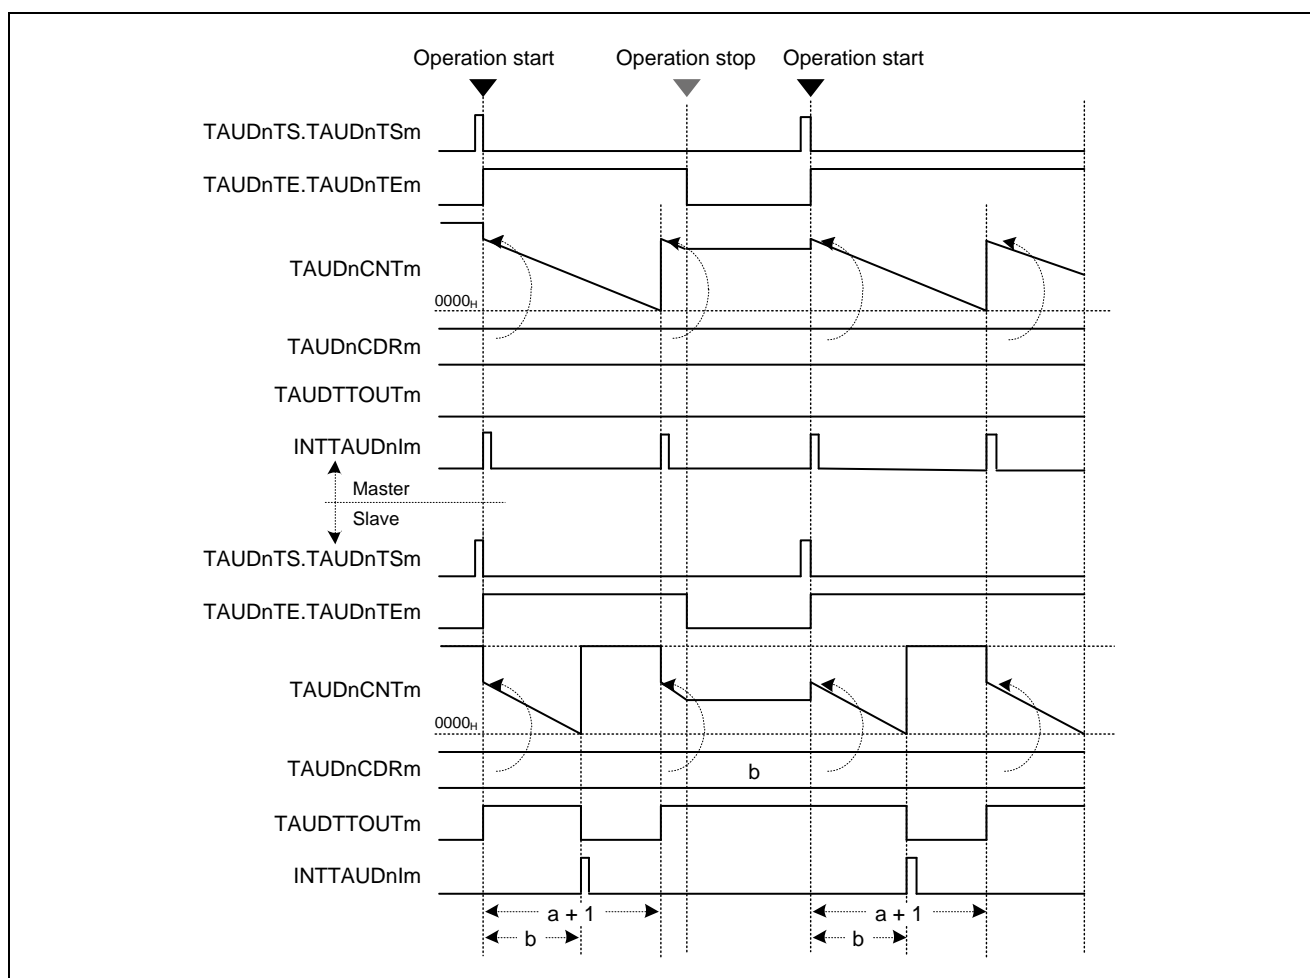 Operation start Operation stop Operation start
TAUDnTS.TAUDnTSm
TAUDnTE.TAUDnTEm
TAUDnCNTm
0000H
TAUDnCDRm
TAUDTTOUTm
INTTAUDnIm
Master
Slave
TAUDnTS.TAUDnTSm
TAUDnTE.TAUDnTEm
TAUDnCNTm
0000H
TAUDnCDRm b
TAUDTTOUTm
INTTAUDnIm
a + 1 a + 1
b b